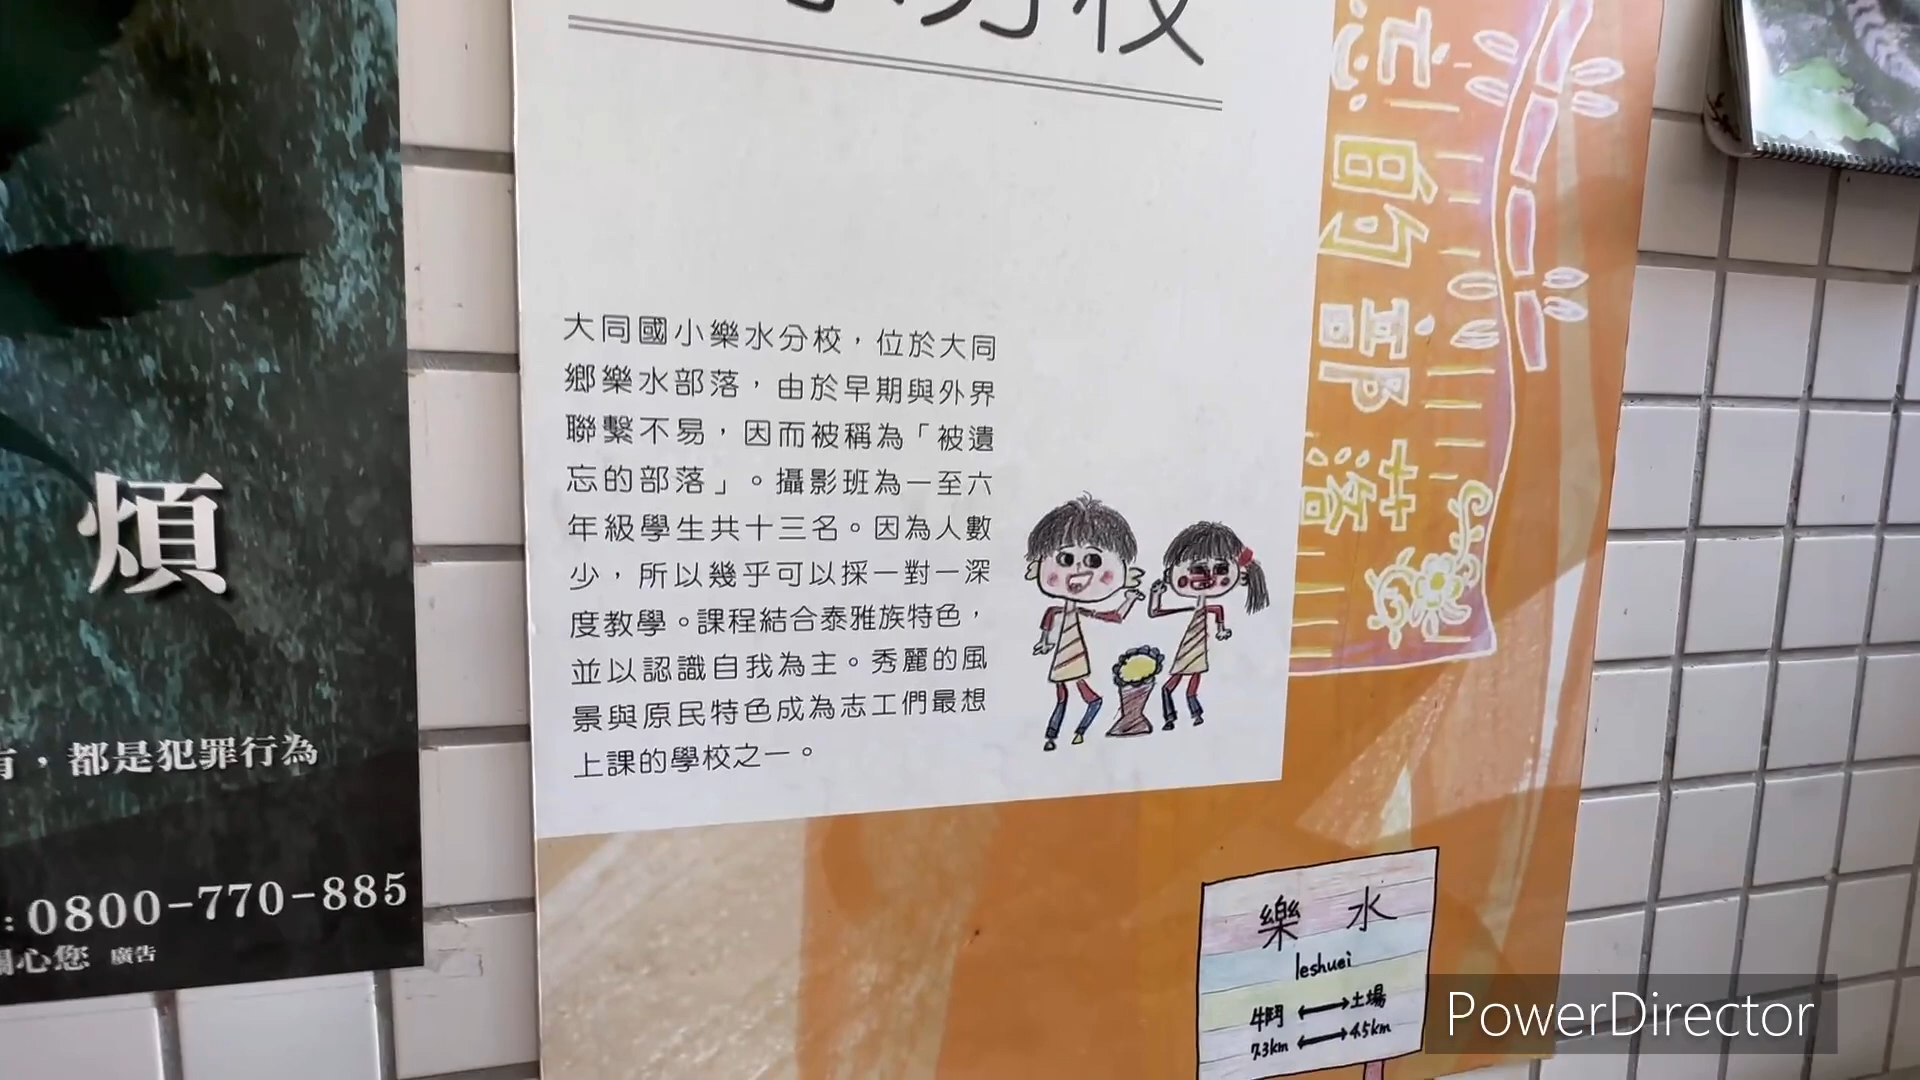 煩
，都是犯罪行為
：0800-770-885
關心您 廣告
分校
大同國小樂水分校，位於大同
鄉樂水部落，由於早期與外界
聯繫不易，因而被稱為「被遺
忘的部落」。攝影班為一至六
年級學生共十三名。因為人數
少，所以幾乎可以採一對一深
度教學。課程結合泰雅族特色，
並以認識自我為主。秀麗的風
景與原民特色成為志工們最想
上課的學校之一。
忘的部落
樂水
leshuei
牛鬥 ⟷ 土場
7.3km ⟷ 4.5km
PowerDirector